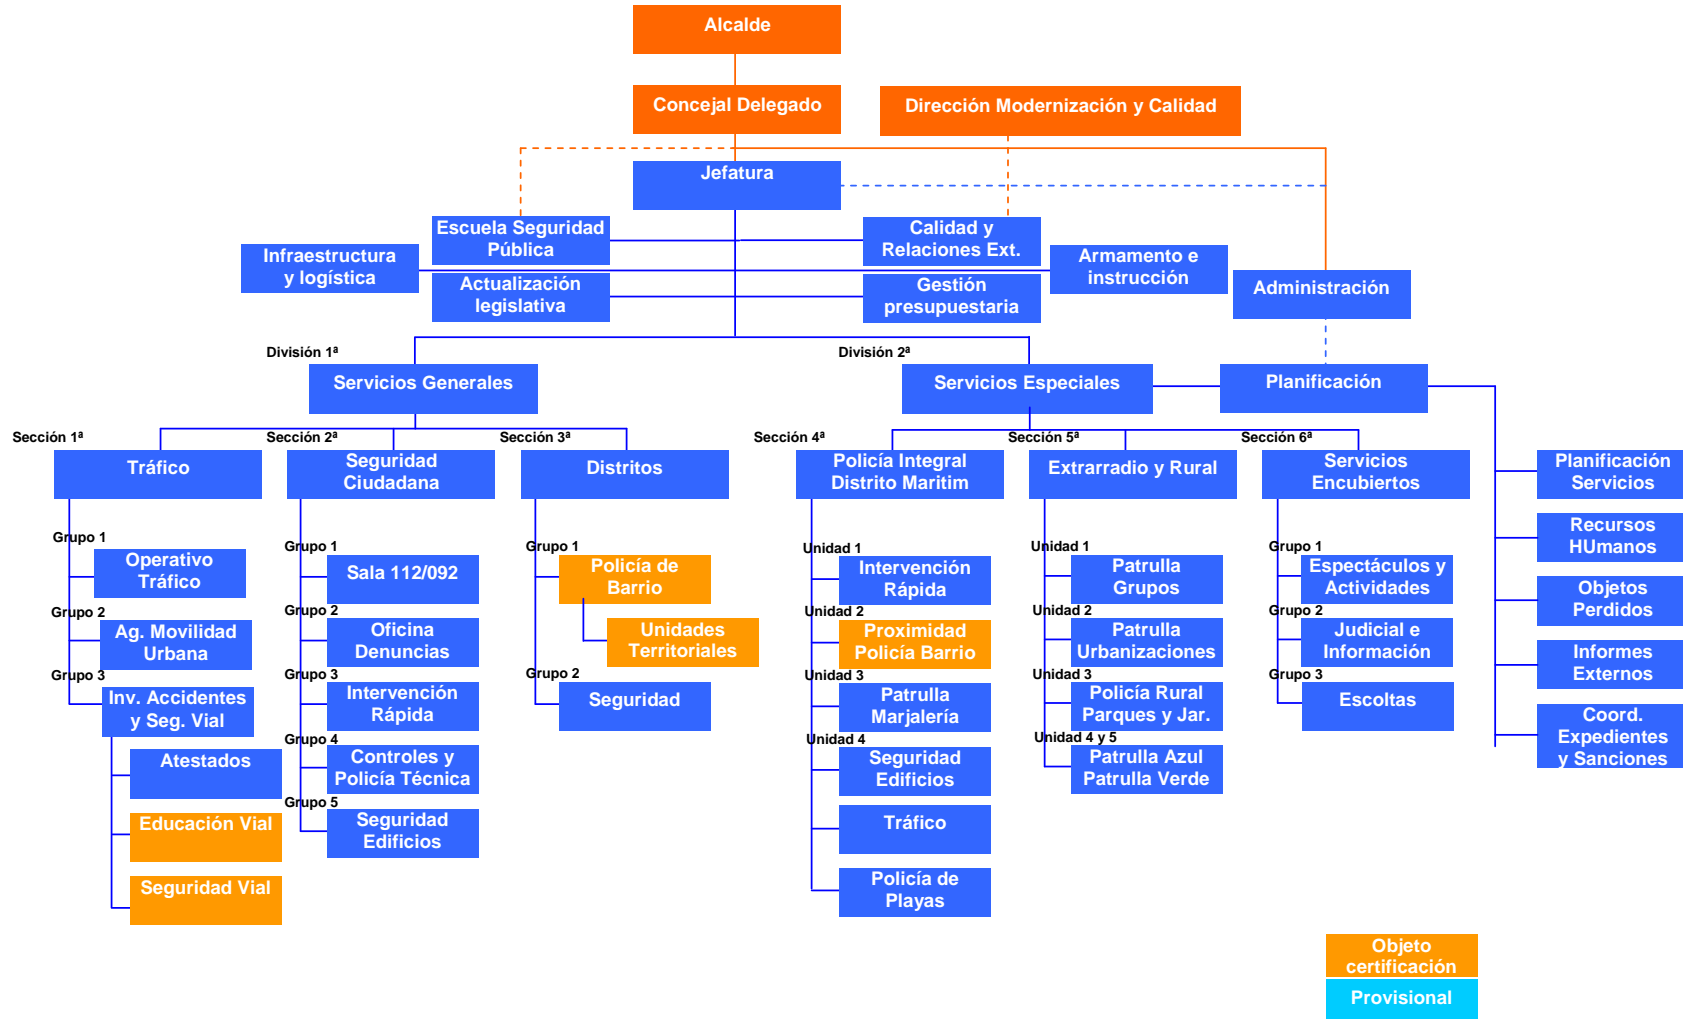 Alcalde
Concejal Delegado
Dirección Modernización y Calidad
Jefatura
Escuela Seguridad
Pública
Calidad y
Relaciones Ext.
Infraestructura
y logística
Armamento e
instrucción
Actualización
legislativa
Gestión
presupuestaria
Administración
División 1ª
División 2ª
Servicios Generales
Servicios Especiales
Planificación
Sección 1ª
Sección 2ª
Sección 3ª
Sección 4ª
Sección 5ª
Sección 6ª
Tráfico
Seguridad
Ciudadana
Distritos
Policía Integral
Distrito Maritim
Extrarradio y Rural
Servicios
Encubiertos
Planificación
Servicios
Recursos
HUmanos
Objetos
Perdidos
Informes
Externos
Coord.
Expedientes
y Sanciones
Grupo 1
Operativo
Tráfico
Grupo 2
Ag. Movilidad
Urbana
Grupo 3
Inv. Accidentes
y Seg. Vial
Atestados
Educación Vial
Seguridad Vial
Grupo 1
Sala 112/092
Grupo 2
Oficina
Denuncias
Grupo 3
Intervención
Rápida
Grupo 4
Controles y
Policía Técnica
Grupo 5
Seguridad
Edificios
Grupo 1
Policía de
Barrio
Unidades
Territoriales
Grupo 2
Seguridad
Unidad 1
Intervención
Rápida
Unidad 2
Proximidad
Policía Barrio
Unidad 3
Patrulla
Marjalería
Unidad 4
Seguridad
Edificios
Tráfico
Policía de
Playas
Unidad 1
Patrulla
Grupos
Unidad 2
Patrulla
Urbanizaciones
Unidad 3
Policía Rural
Parques y Jar.
Unidad 4 y 5
Patrulla Azul
Patrulla Verde
Grupo 1
Espectáculos y
Actividades
Grupo 2
Judicial e
Información
Grupo 3
Escoltas
Objeto
certificación
Provisional